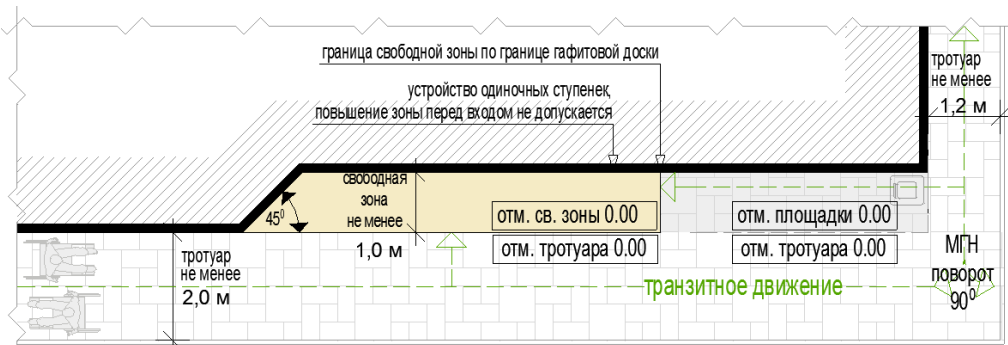 граница свободной зоны по границе гафитовой доски
устройство одиночных ступенек,
повышение зоны перед входом не допускается
тротуар
не менее
1,2 м
свободная
зона
не менее
1,0 м
45⁰
отм. св. зоны 0.00
отм. площадки 0.00
отм. тротуара 0.00
отм. тротуара 0.00
тротуар
не менее
2,0 м
транзитное движение
МГН
поворот
90⁰